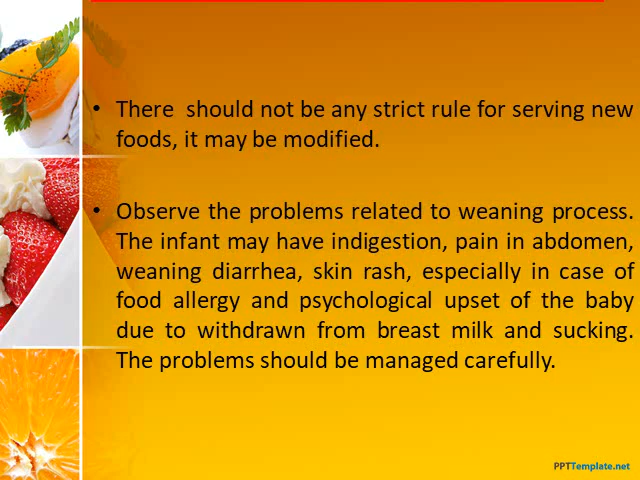 • There  should not be any strict rule for serving new
foods, it may be modified.
• Observe the problems related to weaning process.
The infant may have indigestion, pain in abdomen,
weaning diarrhea, skin rash, especially in case of
food allergy and psychological upset of the baby
due to withdrawn from breast milk and sucking.
The problems should be managed carefully.
PPTTemplate.net